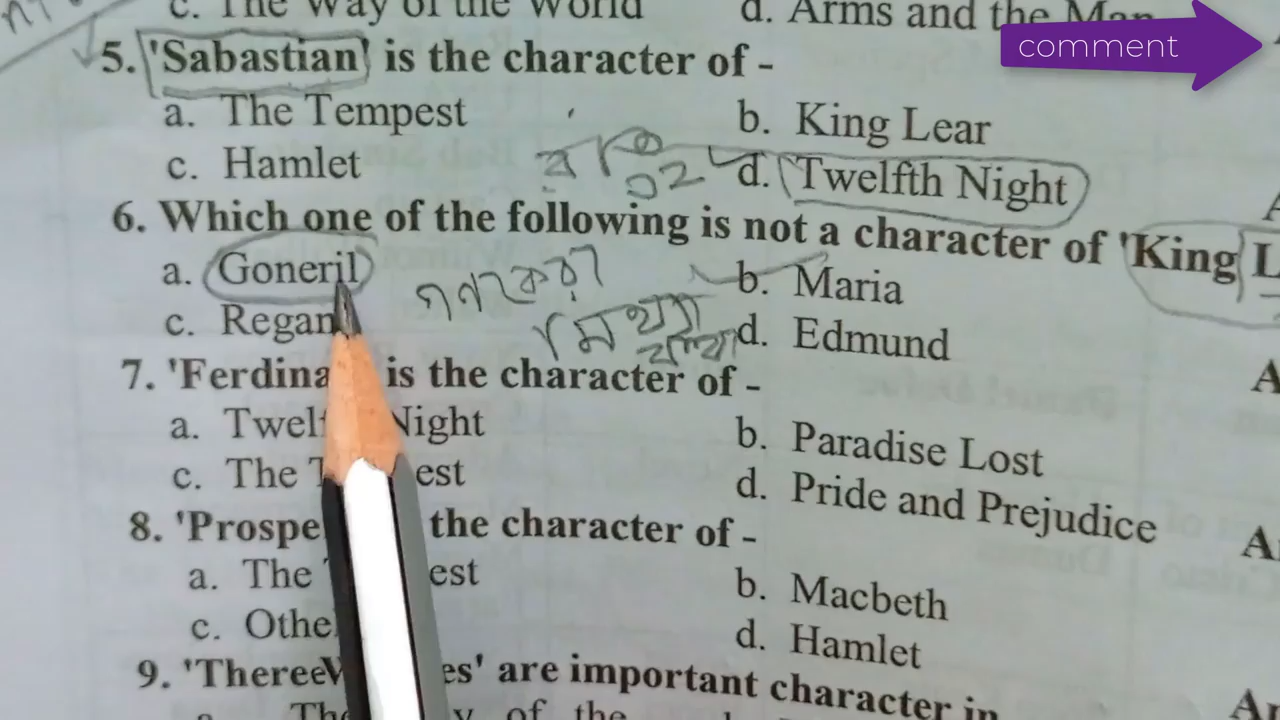 c. The Way of the World d. Arms and the Man
comment
5. 'Sabastian' is the character of -
a. The Tempest b. King Lear
c. Hamlet d. Twelfth Night
6. Which one of the following is not a character of 'King L
a. Goneril b. Maria
c. Regan d. Edmund
7. 'Ferdina is the character of -
a. Twel Night b. Paradise Lost
c. The T est d. Pride and Prejudice
8. 'Prospe the character of -
a. The est b. Macbeth
c. Othe d. Hamlet
9. 'Theree es' are important character in
The y of the